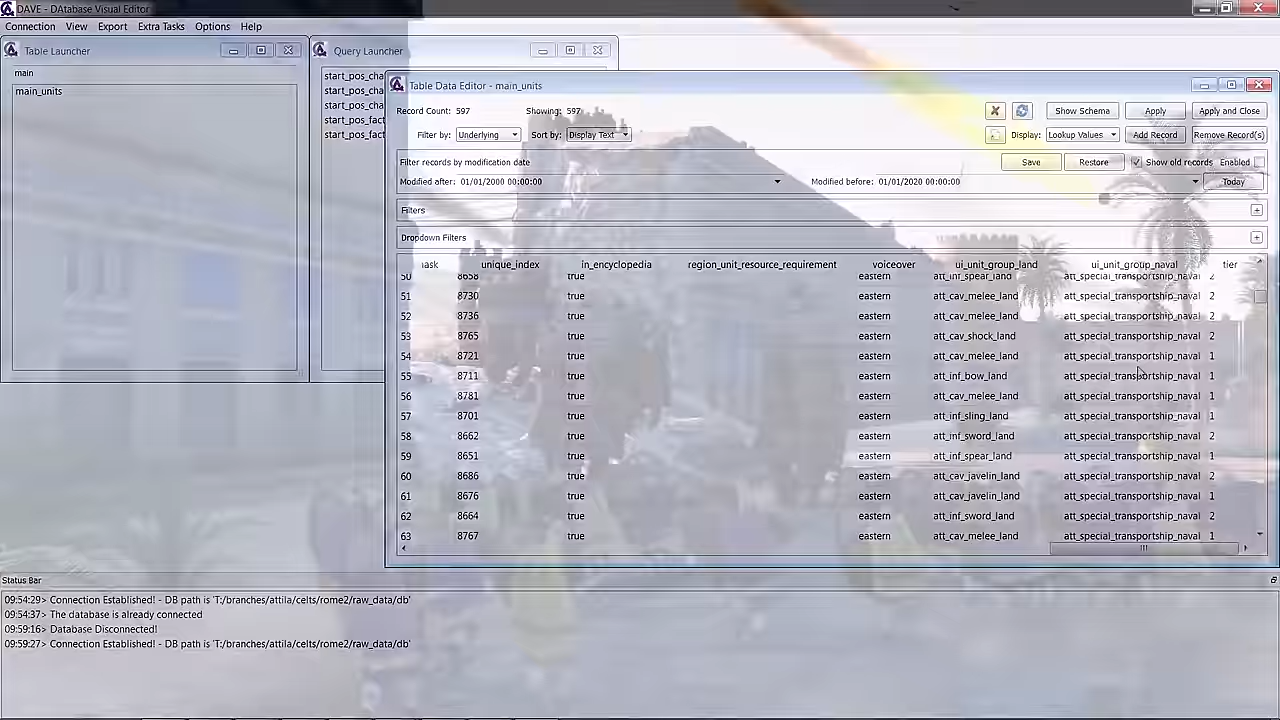 DAVE - DAtabase Visual Editor
Connection View Export Extra Tasks Options Help
Table Launcher
Query Launcher
main
main_units
start_pos_cha
start_pos_cha
start_pos_cha
start_pos_fact
start_pos_fact
Table Data Editor - main_units
Record Count: 597 Showing: 597
Show Schema Apply Apply and Close
Filter by: Underlying Sort by: Display Text Display: Lookup Values Add Record Remove Record(s)
Filter records by modification date Save Restore Show old records Enabled
Modified after: 01/01/2000 00:00:00 Modified before: 01/01/2020 00:00:00 Today
Filters
Dropdown Filters
unique_index in_encyclopedia region_unit_resource_requirement voiceover ui_unit_group_land ui_unit_group_naval tier
50 8658 true eastern att_inf_spear_land att_special_transportship_naval 2
51 8730 true eastern att_cav_melee_land att_special_transportship_naval 2
52 8736 true eastern att_cav_melee_land att_special_transportship_naval 2
53 8765 true eastern att_cav_shock_land att_special_transportship_naval 2
54 8721 true eastern att_cav_melee_land att_special_transportship_naval 1
55 8711 true eastern att_inf_bow_land att_special_transportship_naval 1
56 8781 true eastern att_cav_melee_land att_special_transportship_naval 1
57 8701 true eastern att_inf_sling_land att_special_transportship_naval 1
58 8662 true eastern att_inf_sword_land att_special_transportship_naval 2
59 8651 true eastern att_inf_spear_land att_special_transportship_naval 1
60 8686 true eastern att_cav_javelin_land att_special_transportship_naval 2
61 8676 true eastern att_cav_javelin_land att_special_transportship_naval 1
62 8664 true eastern att_inf_sword_land att_special_transportship_naval 2
63 8767 true eastern att_cav_melee_land att_special_transportship_naval 1
Status Bar
09:54:29> Connection Established! - DB path is 'T:/branches/attila/celts/rome2/raw_data/db'
09:54:37> The database is already connected
09:59:16> Database Disconnected!
09:59:27> Connection Established! - DB path is 'T:/branches/attila/celts/rome2/raw_data/db'